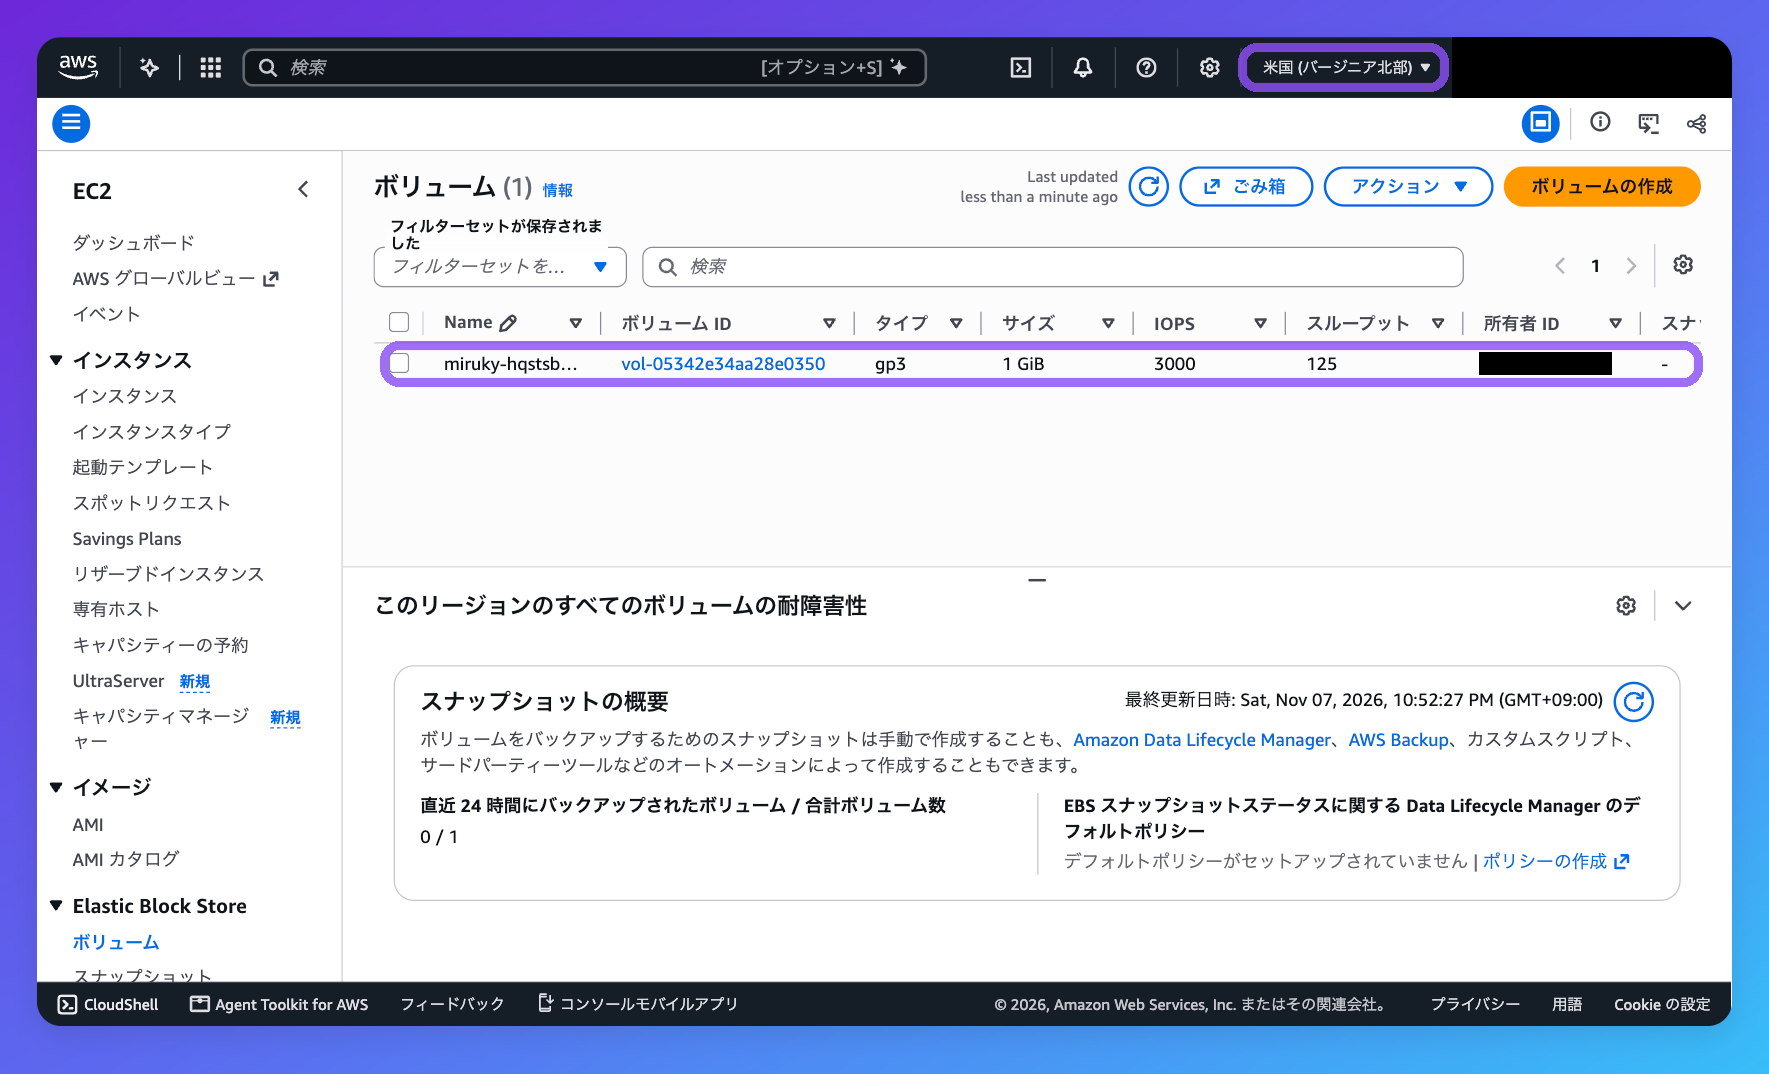 aws
検索
[オプション+S]
米国 (バージニア北部)
EC2
ダッシュボード
AWS グローバルビュー
イベント
インスタンス
インスタンス
インスタンスタイプ
起動テンプレート
スポットリクエスト
Savings Plans
リザーブドインスタンス
専有ホスト
キャパシティーの予約
UltraServer 新規
キャパシティマネージ 新規
ャー
イメージ
AMI
AMI カタログ
Elastic Block Store
ボリューム
スナップショット
ボリューム (1) 情報
Last updated
less than a minute ago
ごみ箱
アクション
ボリュームの作成
フィルターセットが保存されま
した
フィルターセットを...
検索
1
Name ボリューム ID タイプ サイズ IOPS スループット 所有者 ID スナ
miruky-hqstsb... vol-05342e34aa28e0350 gp3 1 GiB 3000 125 -
このリージョンのすべてのボリュームの耐障害性
スナップショットの概要
最終更新日時: Sat, Nov 07, 2026, 10:52:27 PM (GMT+09:00)
ボリュームをバックアップするためのスナップショットは手動で作成することも、Amazon Data Lifecycle Manager、AWS Backup、カスタムスクリプト、
サードパーティーツールなどのオートメーションによって作成することもできます。
直近 24 時間にバックアップされたボリューム / 合計ボリューム数
0 / 1
EBS スナップショットステータスに関する Data Lifecycle Manager のデ
フォルトポリシー
デフォルトポリシーがセットアップされていません | ポリシーの作成
CloudShell
Agent Toolkit for AWS
フィードバック
コンソールモバイルアプリ
© 2026, Amazon Web Services, Inc. またはその関連会社。
プライバシー
用語
Cookie の設定